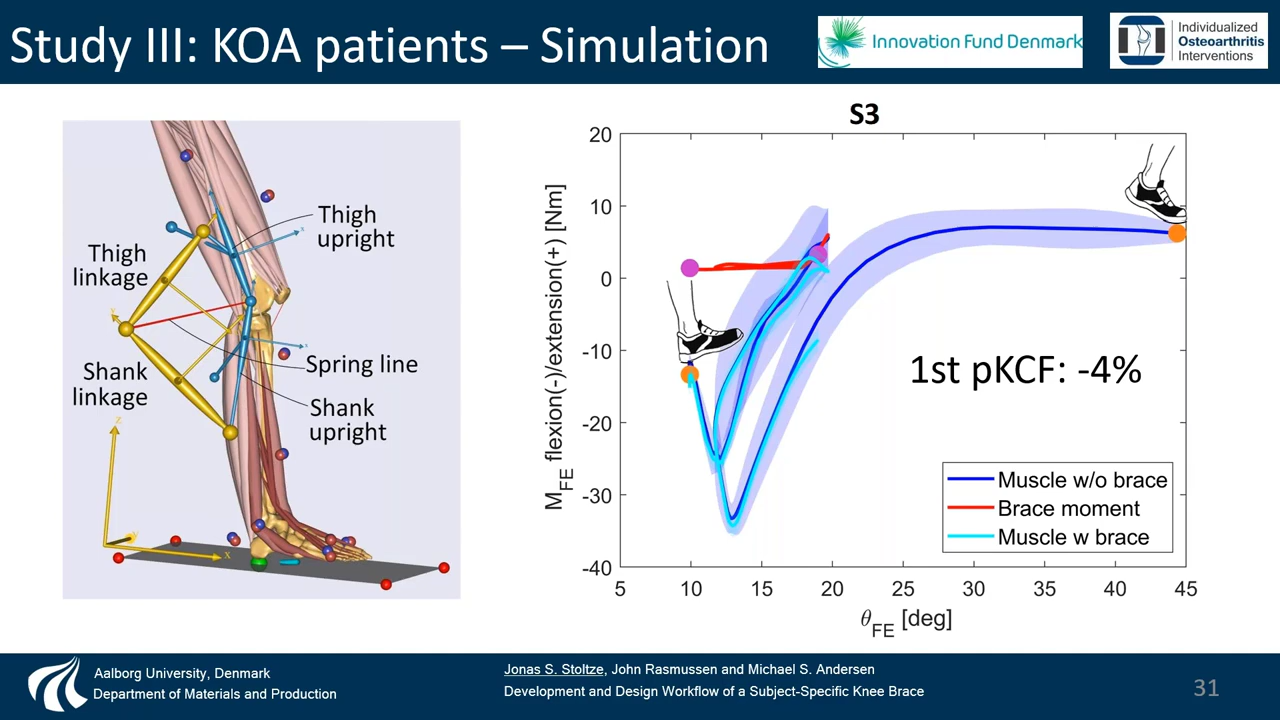 Study III: KOA patients – Simulation
Innovation Fund Denmark
Individualized
Osteoarthritis
Interventions
Thigh
upright
Thigh
linkage
Spring line
Shank
linkage
Shank
upright
z
y
x
S3
20
10
0
-10
-20
-30
-40
5
10
15
20
25
30
35
40
45
M_FE flexion(-)/extension(+) [Nm]
θ_FE [deg]
1st pKCF: -4%
Muscle w/o brace
Brace moment
Muscle w brace
Aalborg University, Denmark
Department of Materials and Production
Jonas S. Stoltze, John Rasmussen and Michael S. Andersen
Development and Design Workflow of a Subject-Specific Knee Brace
31